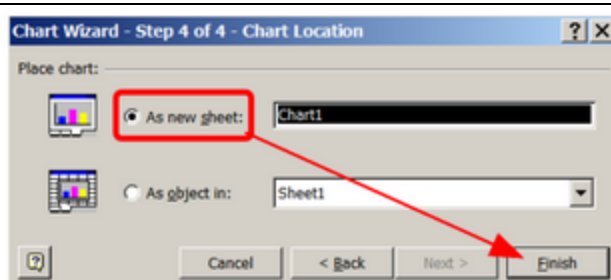 Chart Wizard - Step 4 of 4 - Chart Location ? X
Place chart:
As new sheet: Chart1
As object in: Sheet1
? Cancel < Back Next > Finish